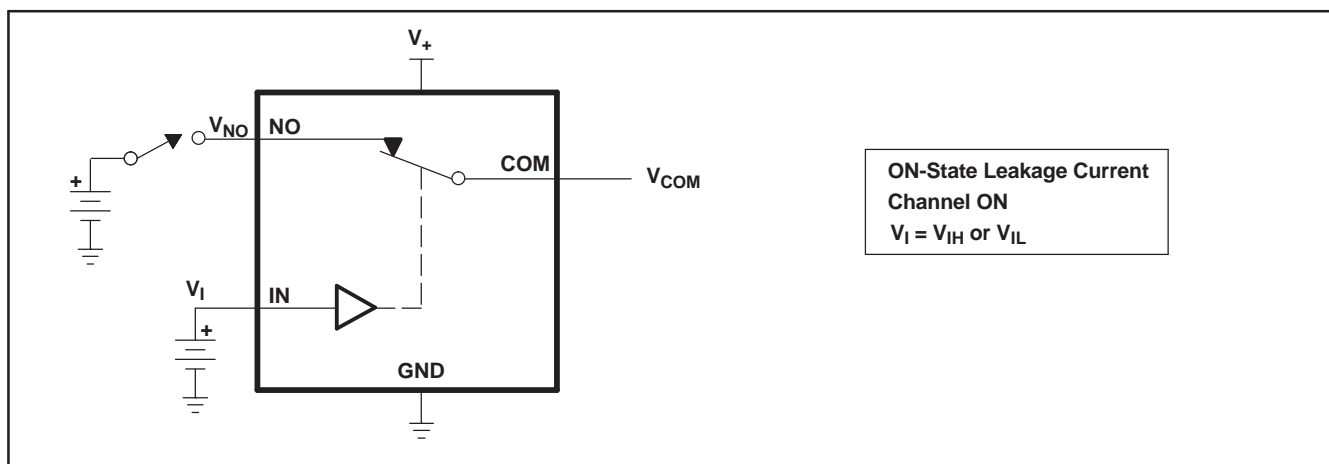 V+
VNO NO
+
COM
VCOM
VI IN
+
GND
ON-State Leakage Current
Channel ON
VI = VIH or VIL